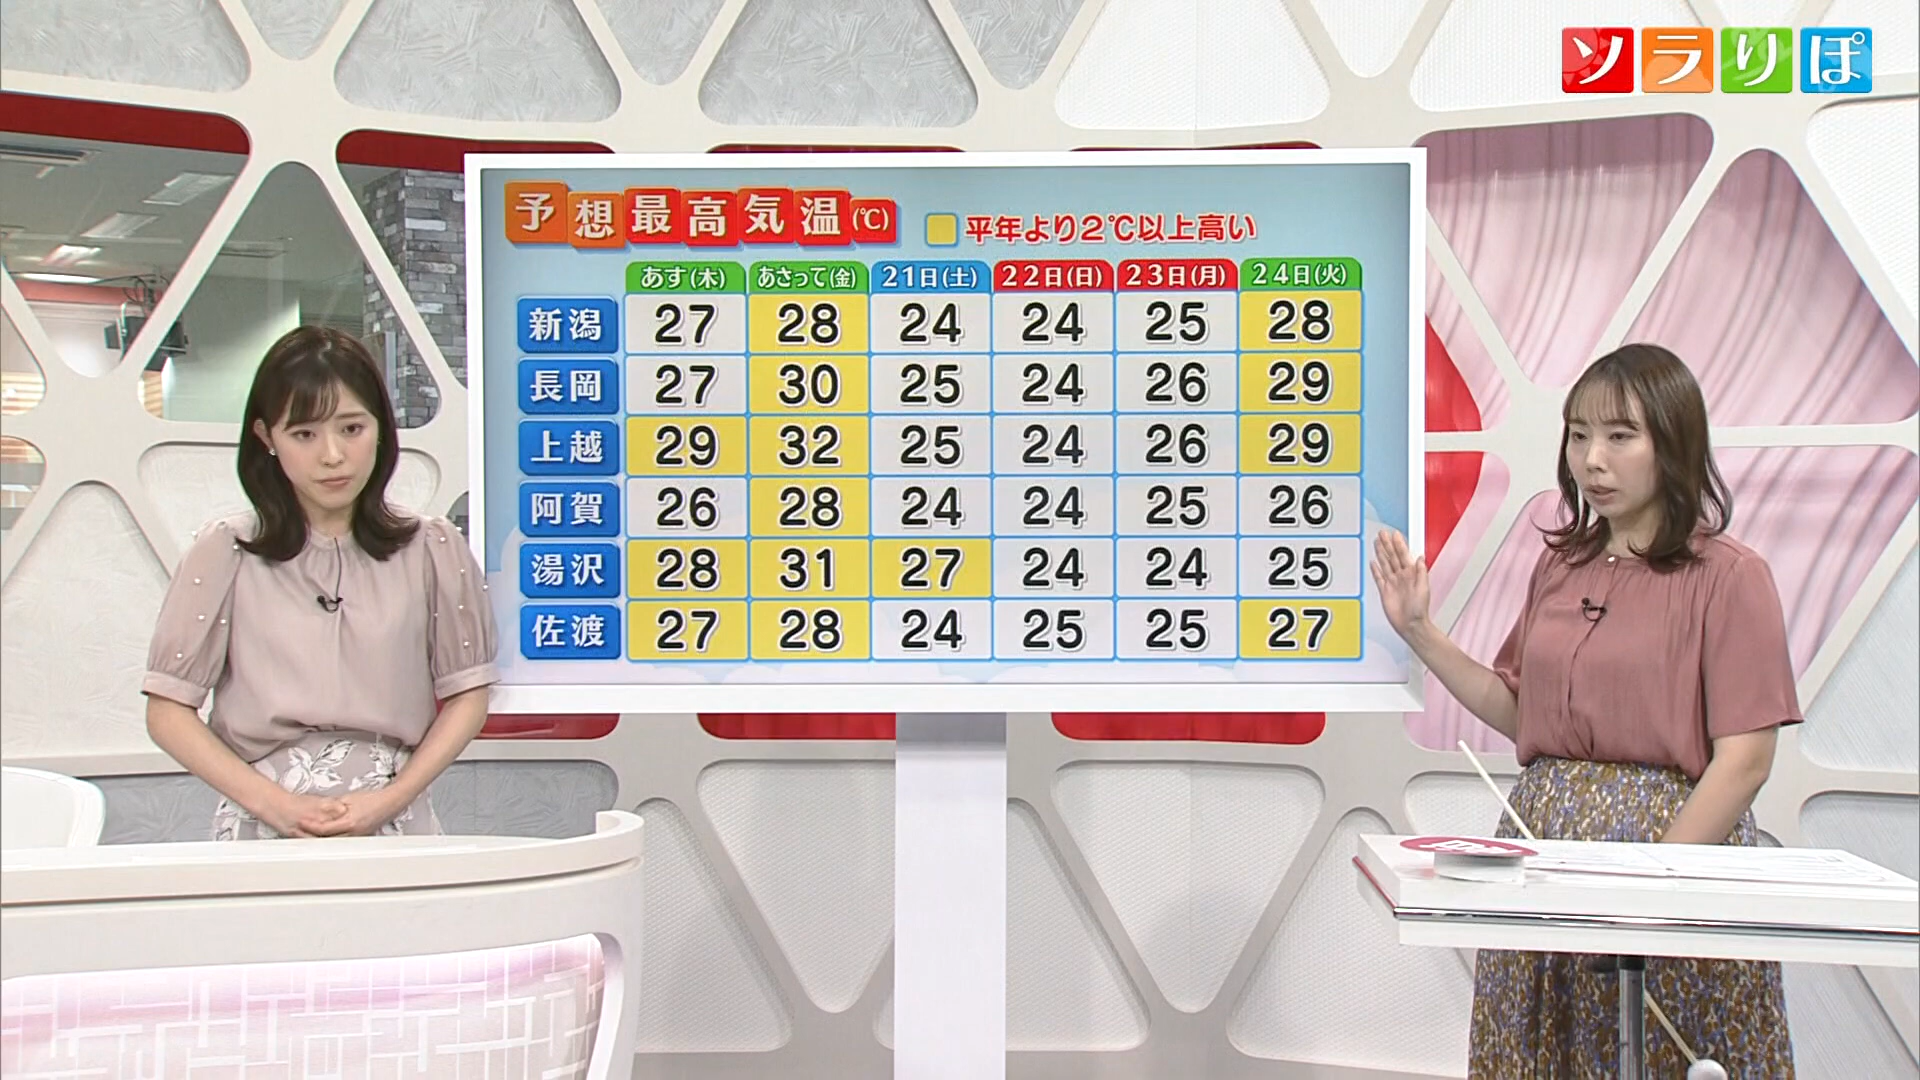 ソラりぽ
予想最高気温(℃)
平年より2℃以上高い
あす(木) あさって(金) 21日(土) 22日(日) 23日(月) 24日(火)
新潟 27 28 24 24 25 28
長岡 27 30 25 24 26 29
上越 29 32 25 24 26 29
阿賀 26 28 24 24 25 26
湯沢 28 31 27 24 24 25
佐渡 27 28 24 25 25 27